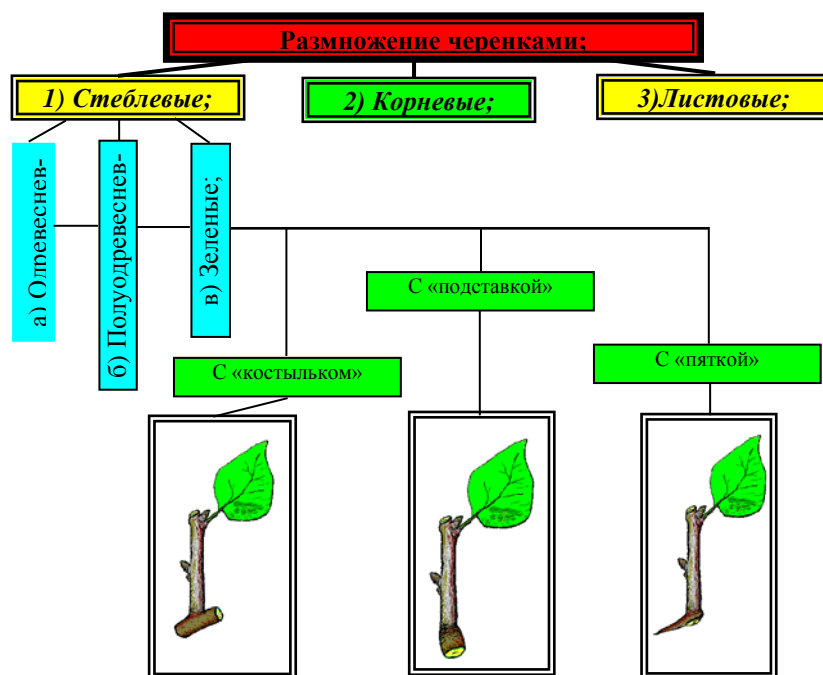 Размножение черенками;
1) Стеблевые;
2) Корневые;
3)Листовые;
а) Одревеснев-
б) Полуодревеснев-
в) Зеленые;
С «подставкой»
С «костыльком»
С «пяткой»